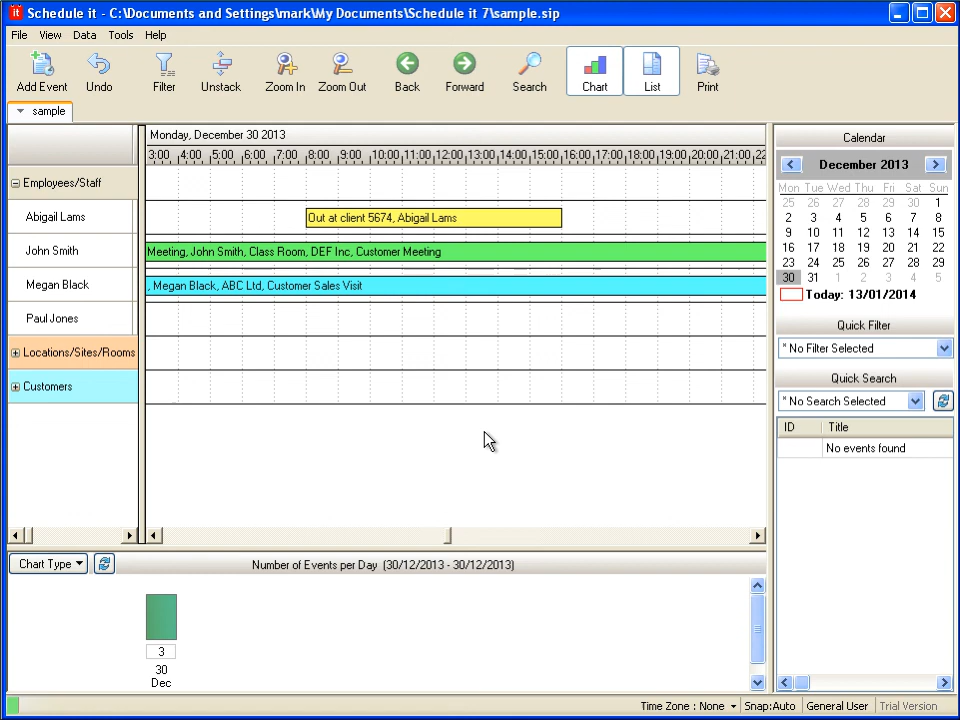 Schedule it - C:\Documents and Settings\mark\My Documents\Schedule it 7\sample.sip
File View Data Tools Help
Add Event Undo Filter Unstack Zoom In Zoom Out Back Forward Search Chart List Print
sample
Monday, December 30 2013
3:00 4:00 5:00 6:00 7:00 8:00 9:00 10:00 11:00 12:00 13:00 14:00 15:00 16:00 17:00 18:00 19:00 20:00 21:00 22
Employees/Staff
Abigail Lams
Out at client 5674, Abigail Lams
John Smith
Meeting, John Smith, Class Room, DEF Inc, Customer Meeting
Megan Black
, Megan Black, ABC Ltd, Customer Sales Visit
Paul Jones
Locations/Sites/Rooms
Customers
Calendar
December 2013
Mon Tue Wed Thu Fri Sat Sun
25 26 27 28 29 30 1
2 3 4 5 6 7 8
9 10 11 12 13 14 15
16 17 18 19 20 21 22
23 24 25 26 27 28 29
30 31 1 2 3 4 5
Today: 13/01/2014
Quick Filter
* No Filter Selected
Quick Search
* No Search Selected
ID Title
No events found
Chart Type
Number of Events per Day (30/12/2013 - 30/12/2013)
3
30
Dec
Time Zone : None Snap:Auto General User Trial Version